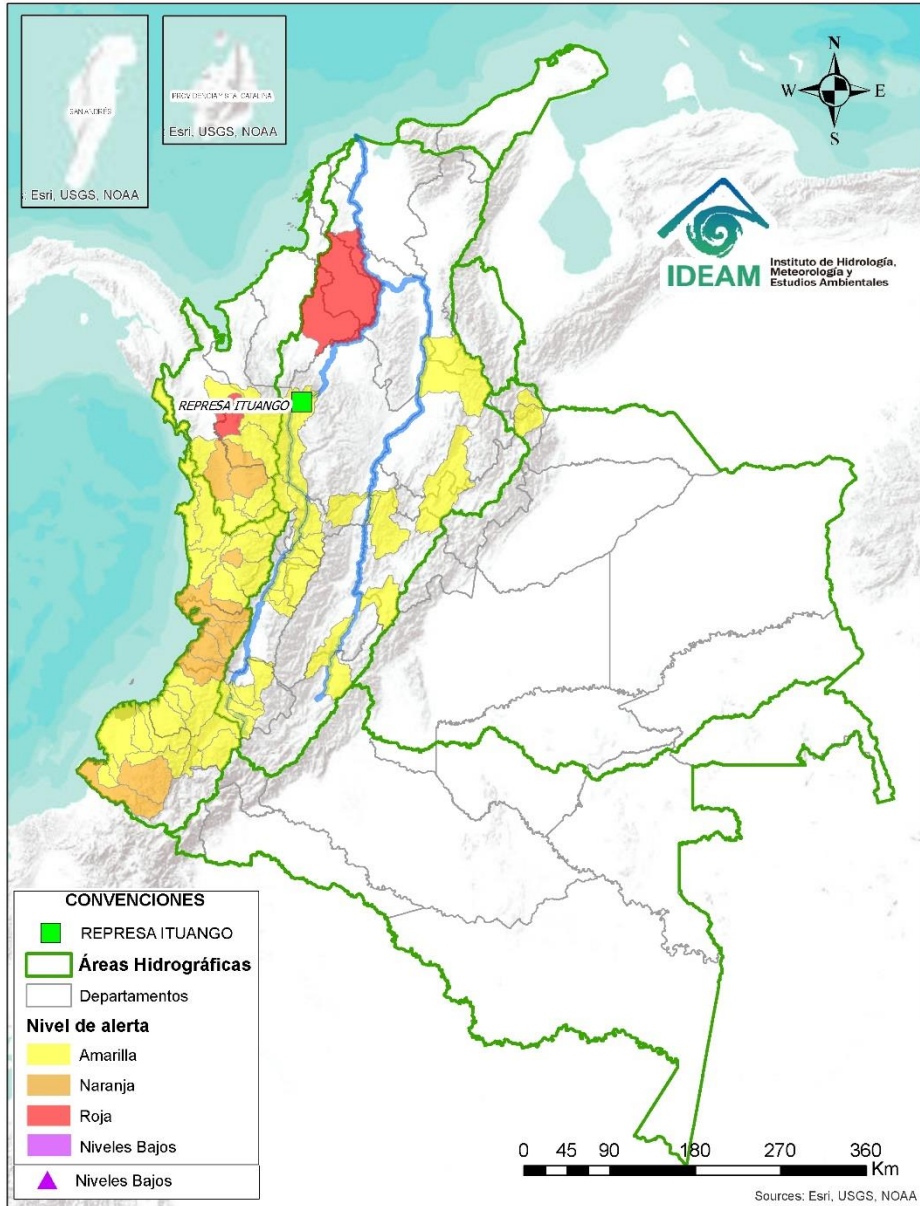 SAN ANDRÉS
: Esri, USGS, NOAA
PROVIDENCIA Y STA. CATALINA
: Esri, USGS, NOAA
N
W
E
S
IDEAM
Instituto de Hidrología,
Meteorología y
Estudios Ambientales
REPRESA ITUANGO
CONVENCIONES
REPRESA ITUANGO
Áreas Hidrográficas
Departamentos
Nivel de alerta
Amarilla
Naranja
Roja
Niveles Bajos
Niveles Bajos
0 45 90 180 270 360
Km
Sources: Esri, USGS, NOAA